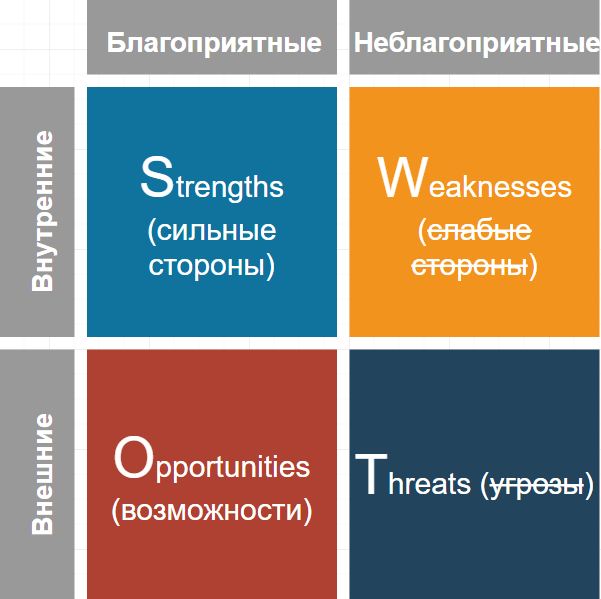 Благоприятные
Неблагоприятные
Внутренние
Strengths
(сильные
стороны)
Weaknesses
(слабые
стороны)
Внешние
Opportunities
(возможности)
Threats (угрозы)